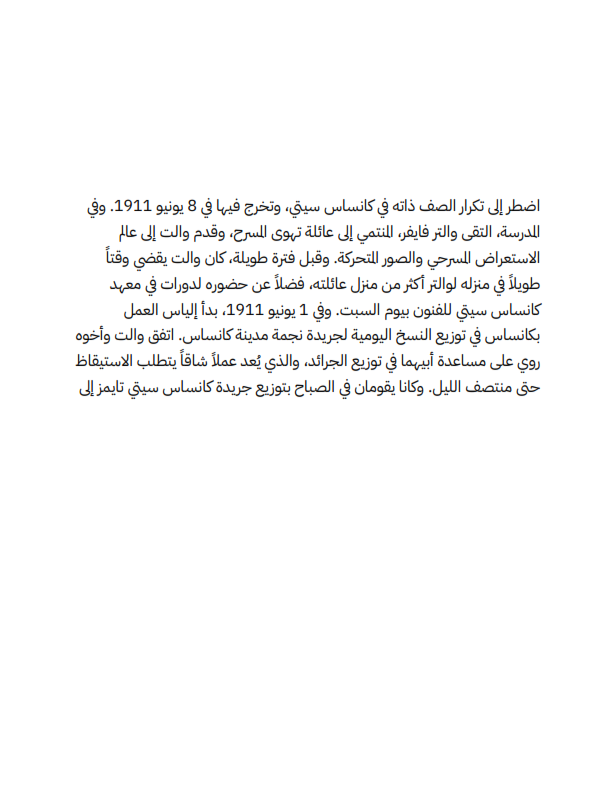 اضطر إلى تكرار الصف ذاته في كانساس سيتي، وتخرج فيها في 8 يونيو 1911. وفي
المدرسة، التقى والتر فايفر، المنتمي إلى عائلة تهوى المسرح، وقدم والت إلى عالم
الاستعراض المسرحي والصور المتحركة. وقبل فترة طويلة، كان والت يقضي وقتاً
طويلاً في منزله لوالتر أكثر من منزل عائلته، فضلاً عن حضوره لدورات في معهد
كانساس سيتي للفنون بيوم السبت. وفي 1 يونيو 1911، بدأ إلياس العمل
بكانساس في توزيع النسخ اليومية لجريدة نجمة مدينة كانساس. اتفق والت وأخوه
روي على مساعدة أبيهما في توزيع الجرائد، والذي يُعد عملاً شاقاً يتطلب الاستيقاظ
حتى منتصف الليل. وكانا يقومان في الصباح بتوزيع جريدة كانساس سيتي تايمز إلى